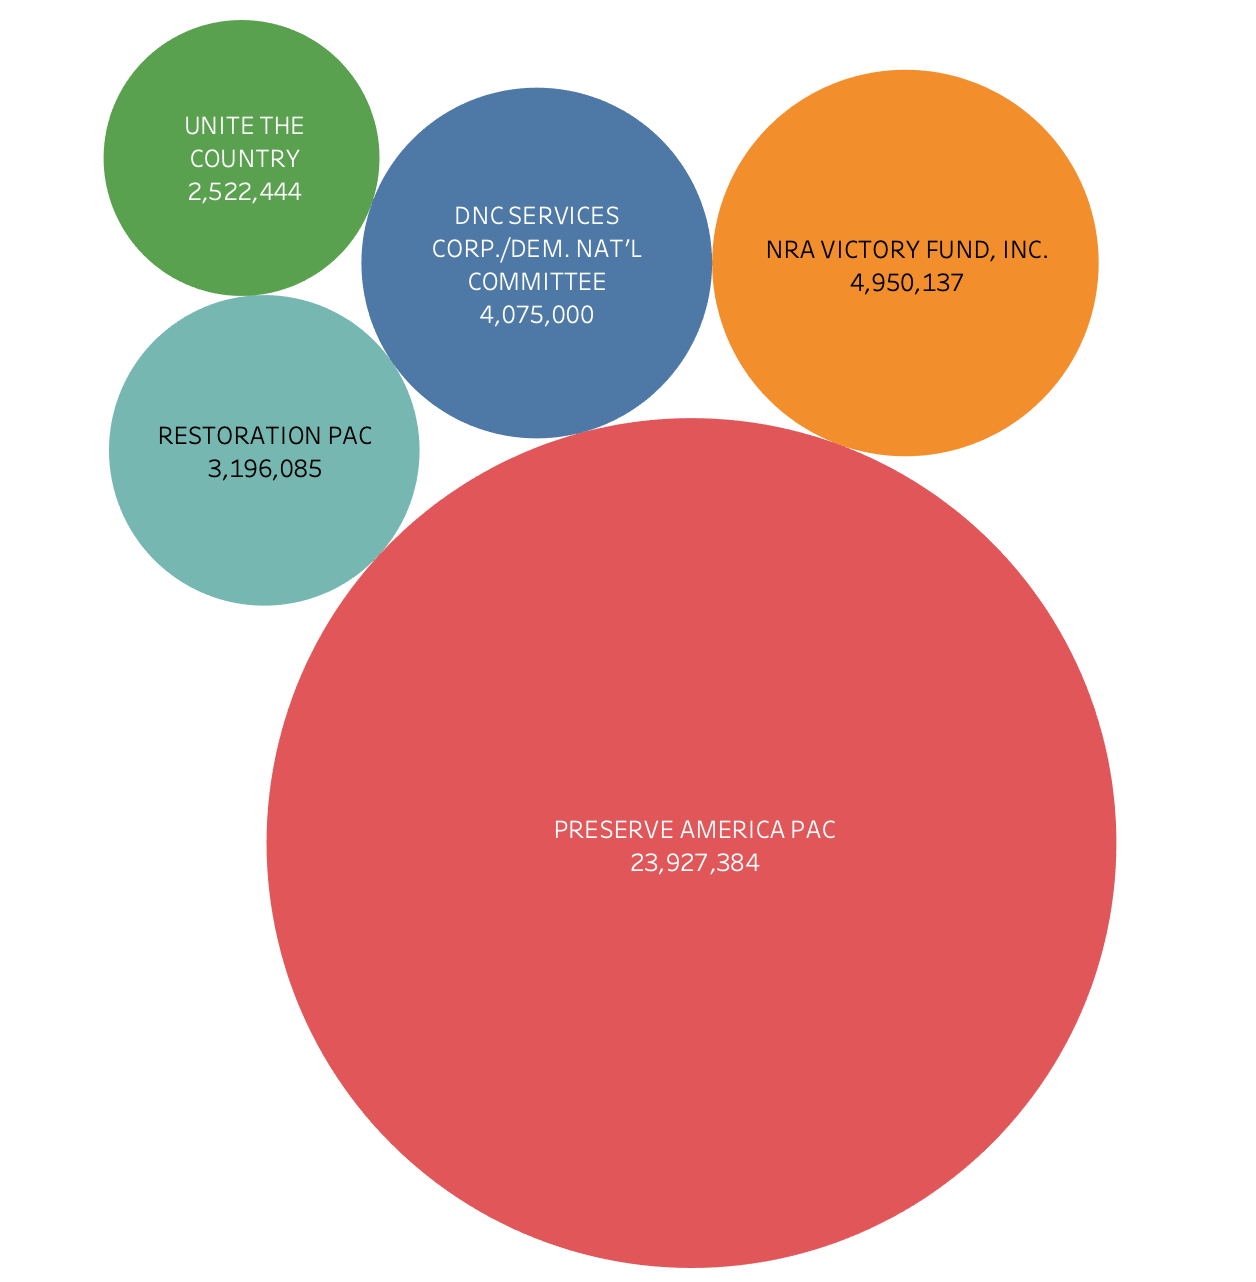 UNITE THE
COUNTRY
2,522,444
DNC SERVICES
CORP./DEM. NAT’L
COMMITTEE
4,075,000
NRA VICTORY FUND, INC.
4,950,137
RESTORATION PAC
3,196,085
PRESERVE AMERICA PAC
23,927,384